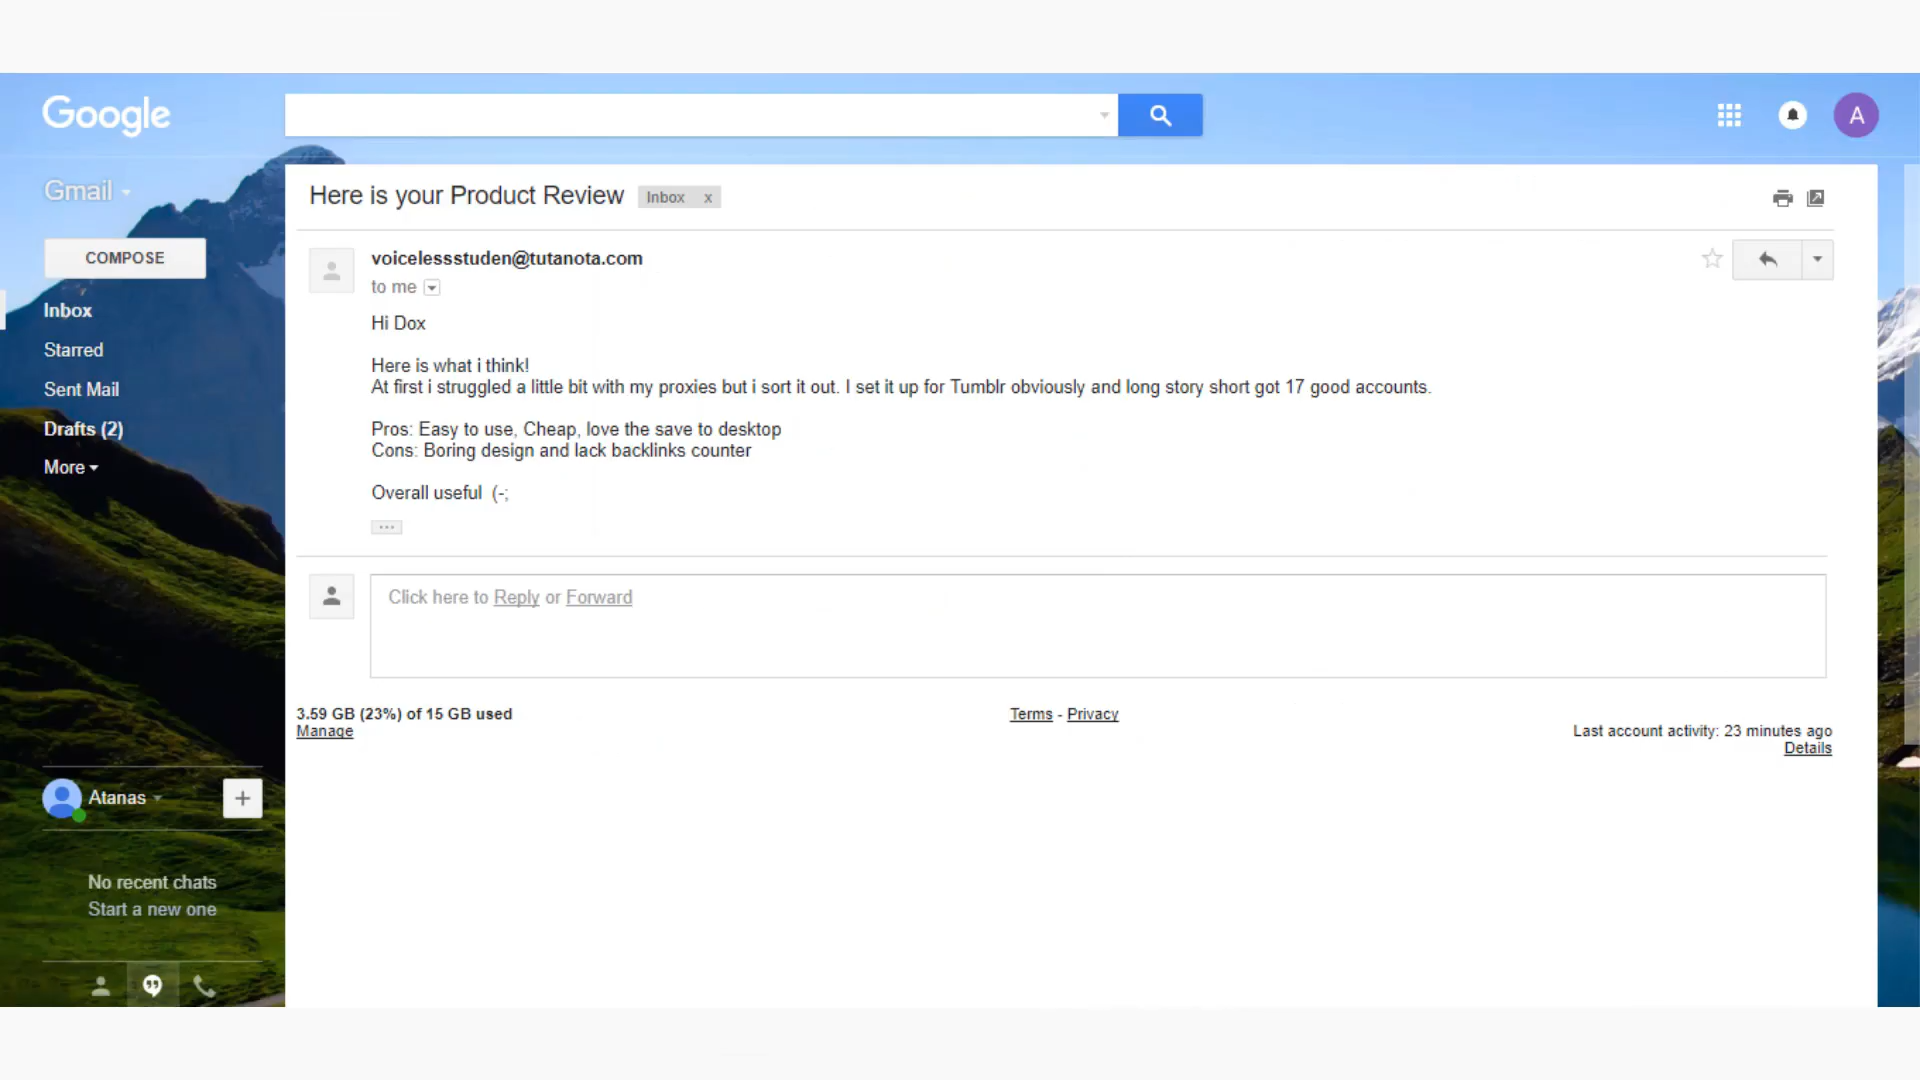 Google
A
Gmail
Here is your Product Review
Inbox x
COMPOSE
voicelessstuden@tutanota.com
to me
Hi Dox
Inbox
Starred
Sent Mail
Drafts (2)
More
Here is what i think!
At first i struggled a little bit with my proxies but i sort it out. I set it up for Tumblr obviously and long story short got 17 good accounts.
Pros: Easy to use, Cheap, love the save to desktop
Cons: Boring design and lack backlinks counter
Overall useful (-;
Click here to Reply or Forward
3.59 GB (23%) of 15 GB used
Manage
Terms - Privacy
Last account activity: 23 minutes ago
Details
Atanas
No recent chats
Start a new one